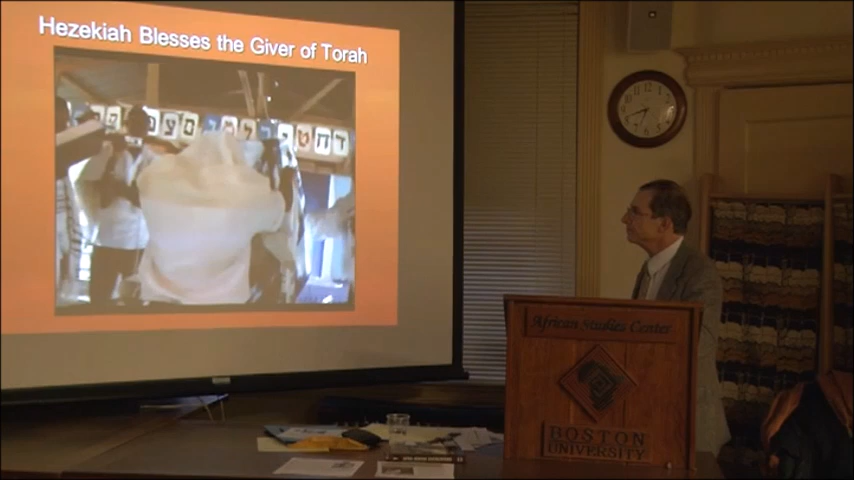 Hezekiah Blesses the Giver of Torah
African Studies Center
BOSTON
UNIVERSITY